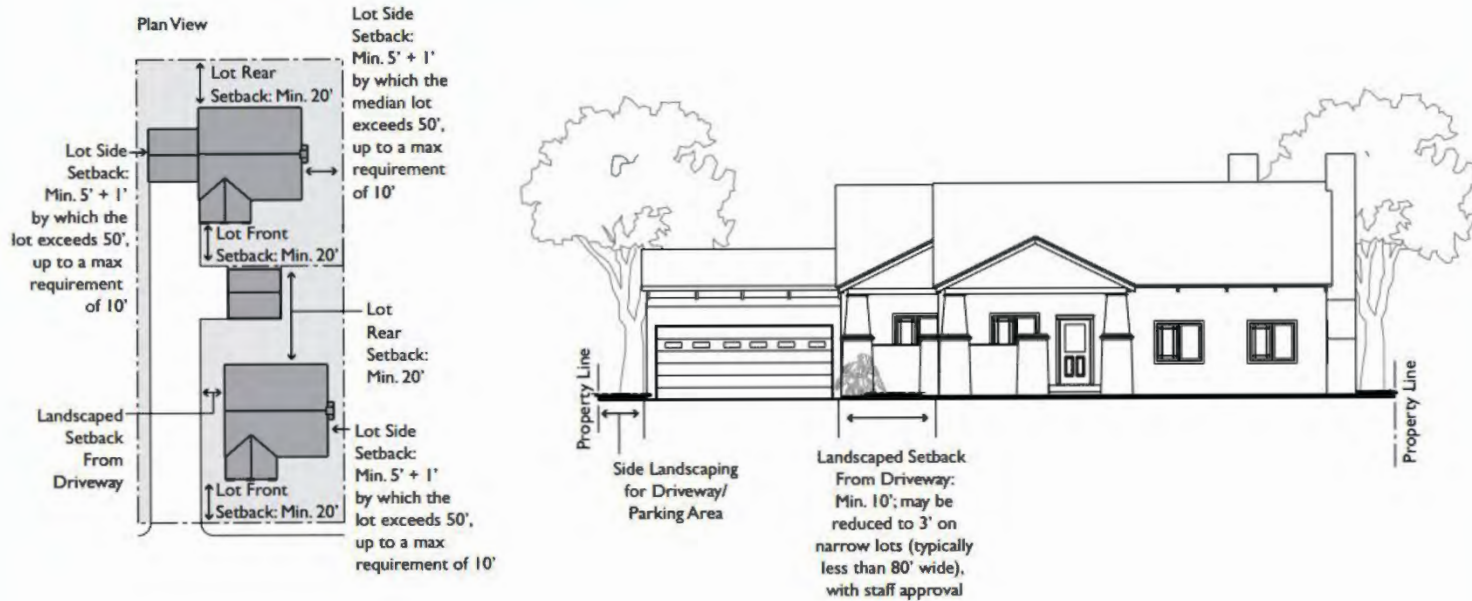 Plan View
Lot Side
Setback:
Min. 5' + 1'
by which the
median lot
exceeds 50',
up to a max
requirement
of 10'
Lot Rear
Setback: Min. 20'
Lot Side
Setback:
Min. 5' + 1'
by which the
lot exceeds 50',
up to a max
requirement
of 10'
Lot Front
Setback: Min. 20'
Lot
Rear
Setback:
Min. 20'
Landscaped
Setback
From
Driveway
Lot Side
Setback:
Min. 5' + 1'
by which the
lot exceeds 50',
up to a max
requirement of 10'
Lot Front
Setback: Min. 20'
Property Line
Side Landscaping
for Driveway/
Parking Area
Landscaped Setback
From Driveway:
Min. 10'; may be
reduced to 3' on
narrow lots (typically
less than 80' wide),
with staff approval
Property Line